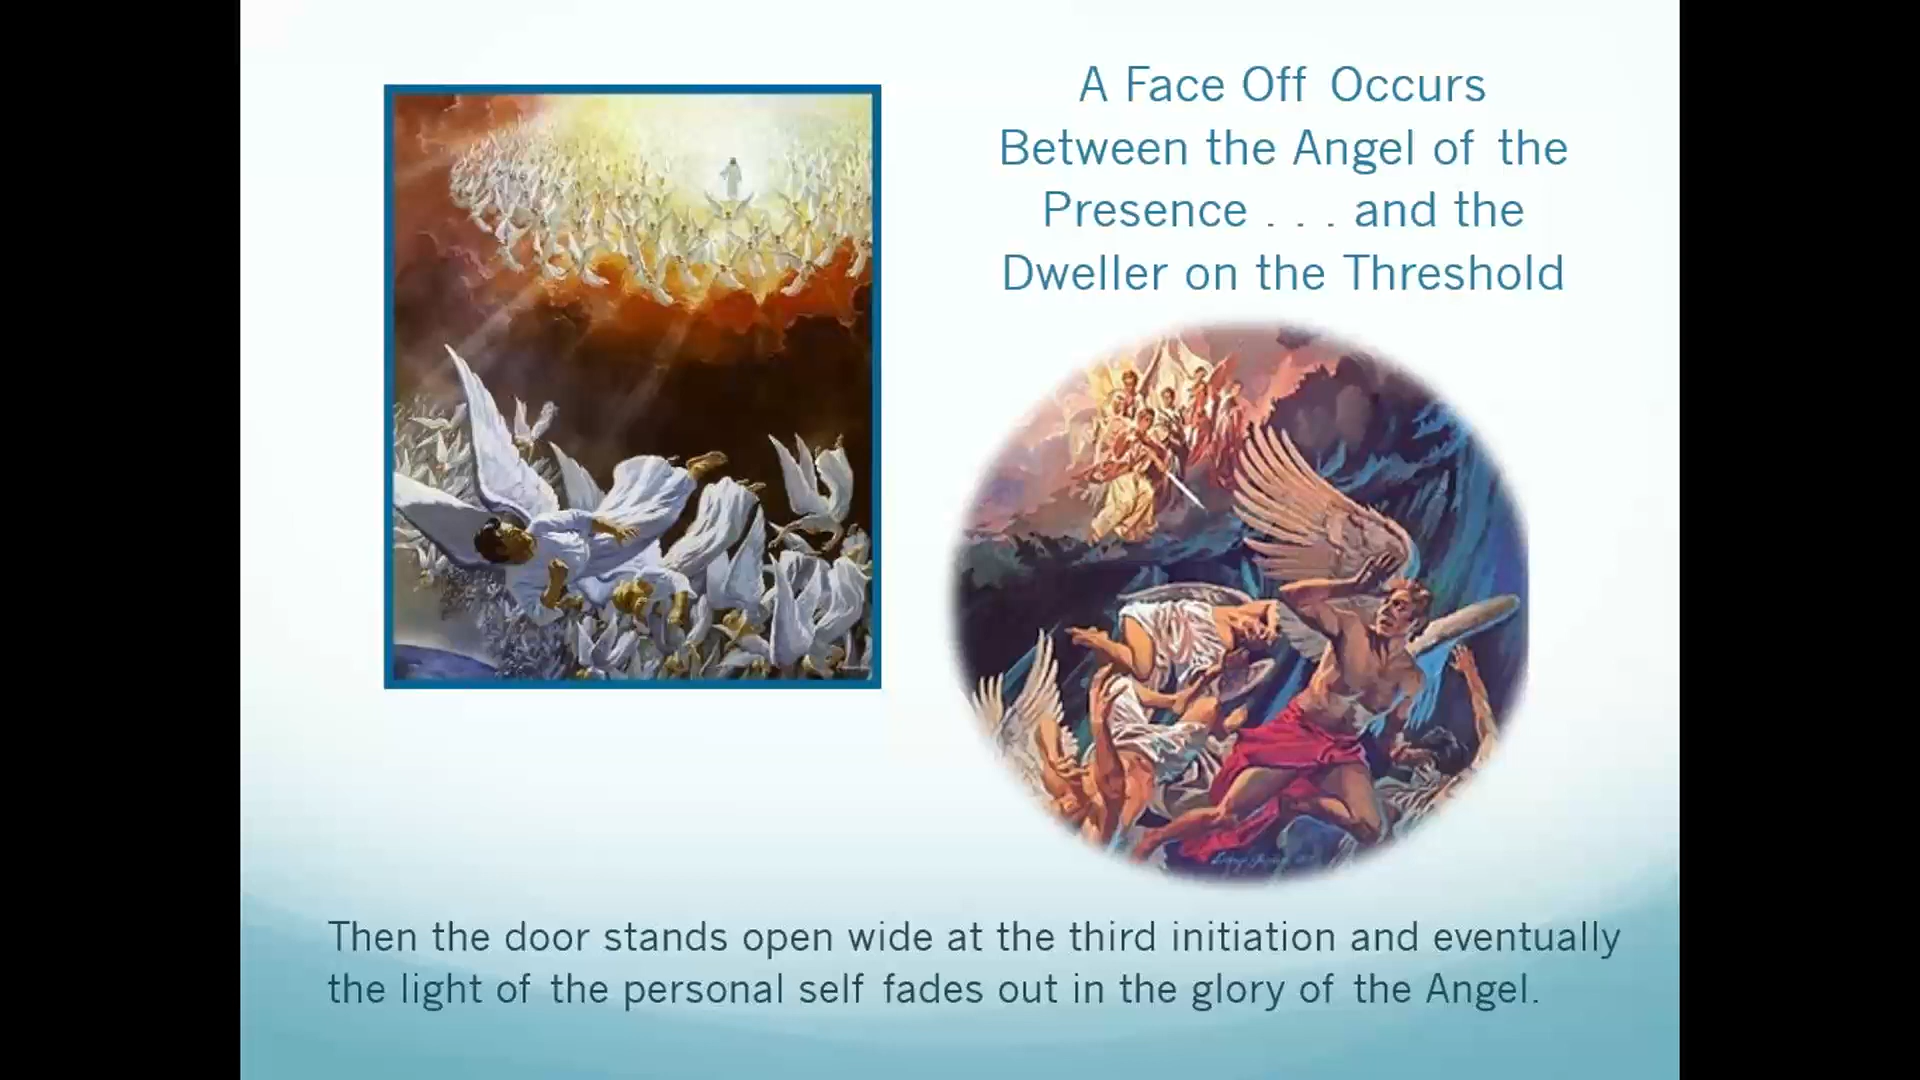 A Face Off Occurs
Between the Angel of the
Presence . . . and the
Dweller on the Threshold
Then the door stands open wide at the third initiation and eventually
the light of the personal self fades out in the glory of the Angel.